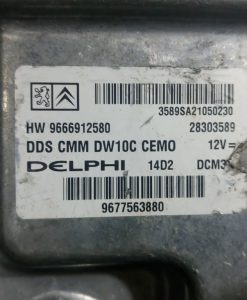 3589SA21050230
HW 9666912580 28303589
DDS CMM DW10C CEMO 12V=
DELPHI 14D2 DCM3
9677563880